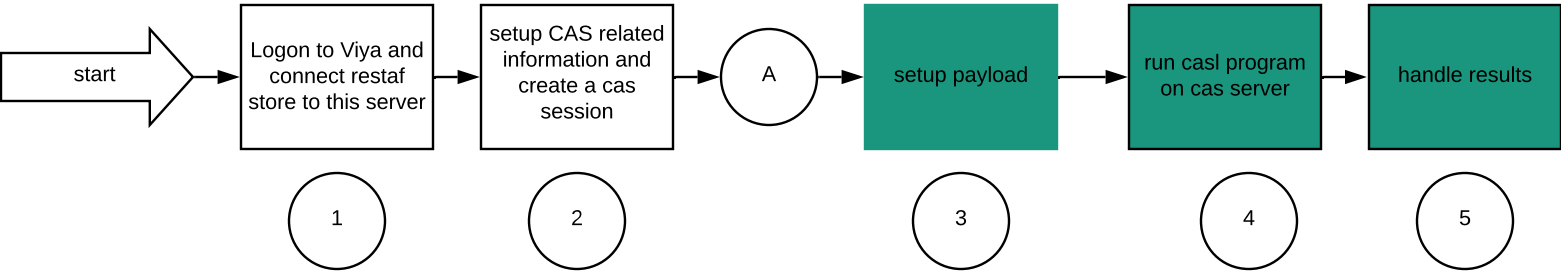 start
Logon to Viya and
connect restaf
store to this server
setup CAS related
information and
create a cas
session
A
setup payload
run casl program
on cas server
handle results
1
2
3
4
5